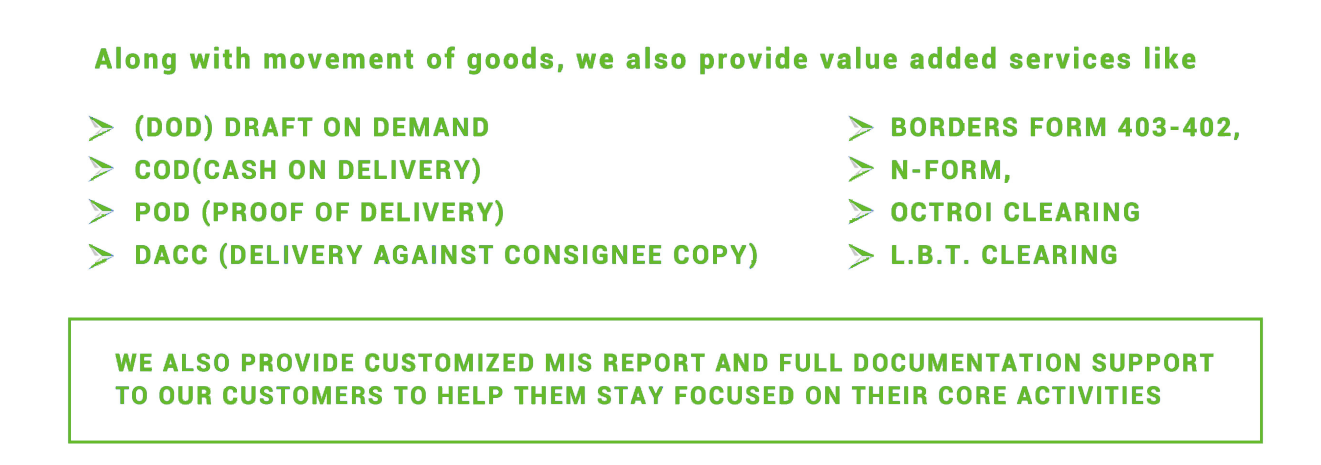 Along with movement of goods, we also provide value added services like
(DOD) DRAFT ON DEMAND
COD(CASH ON DELIVERY)
POD (PROOF OF DELIVERY)
DACC (DELIVERY AGAINST CONSIGNEE COPY)
BORDERS FORM 403-402,
N-FORM,
OCTROI CLEARING
L.B.T. CLEARING
WE ALSO PROVIDE CUSTOMIZED MIS REPORT AND FULL DOCUMENTATION SUPPORT
TO OUR CUSTOMERS TO HELP THEM STAY FOCUSED ON THEIR CORE ACTIVITIES